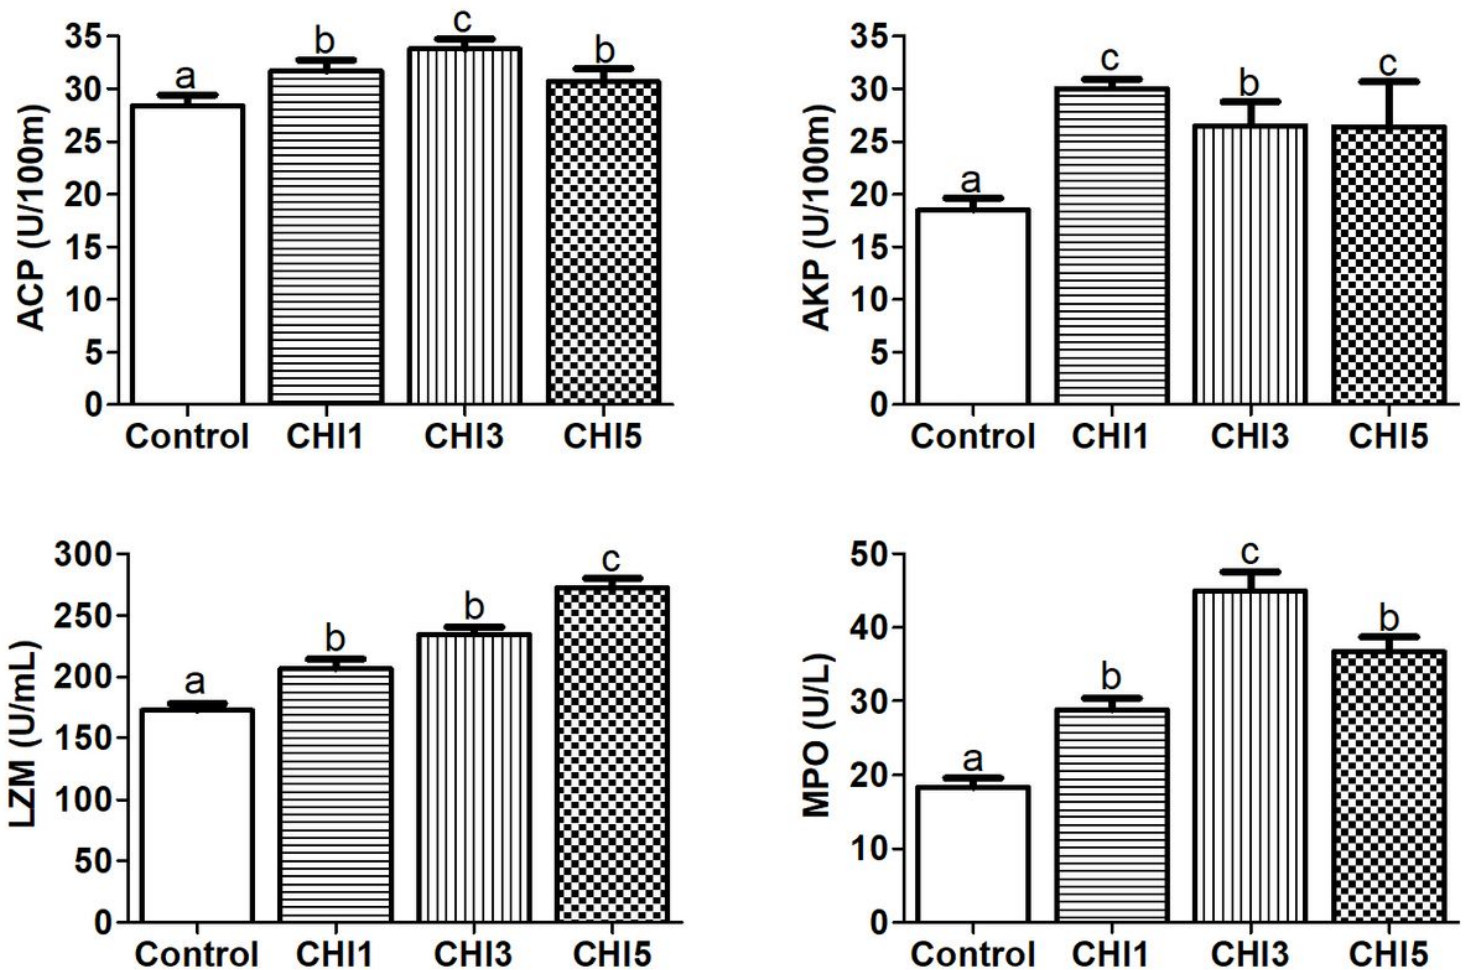 ACP (U/100m)
35
30
25
20
15
10
5
0
a
b
c
b
Control CHI1 CHI3 CHI5
AKP (U/100m)
35
30
25
20
15
10
5
0
a
c
b
c
Control CHI1 CHI3 CHI5
LZM (U/mL)
300
250
200
150
100
50
0
a
b
b
c
Control CHI1 CHI3 CHI5
MPO (U/L)
50
40
30
20
10
0
a
b
c
b
Control CHI1 CHI3 CHI5